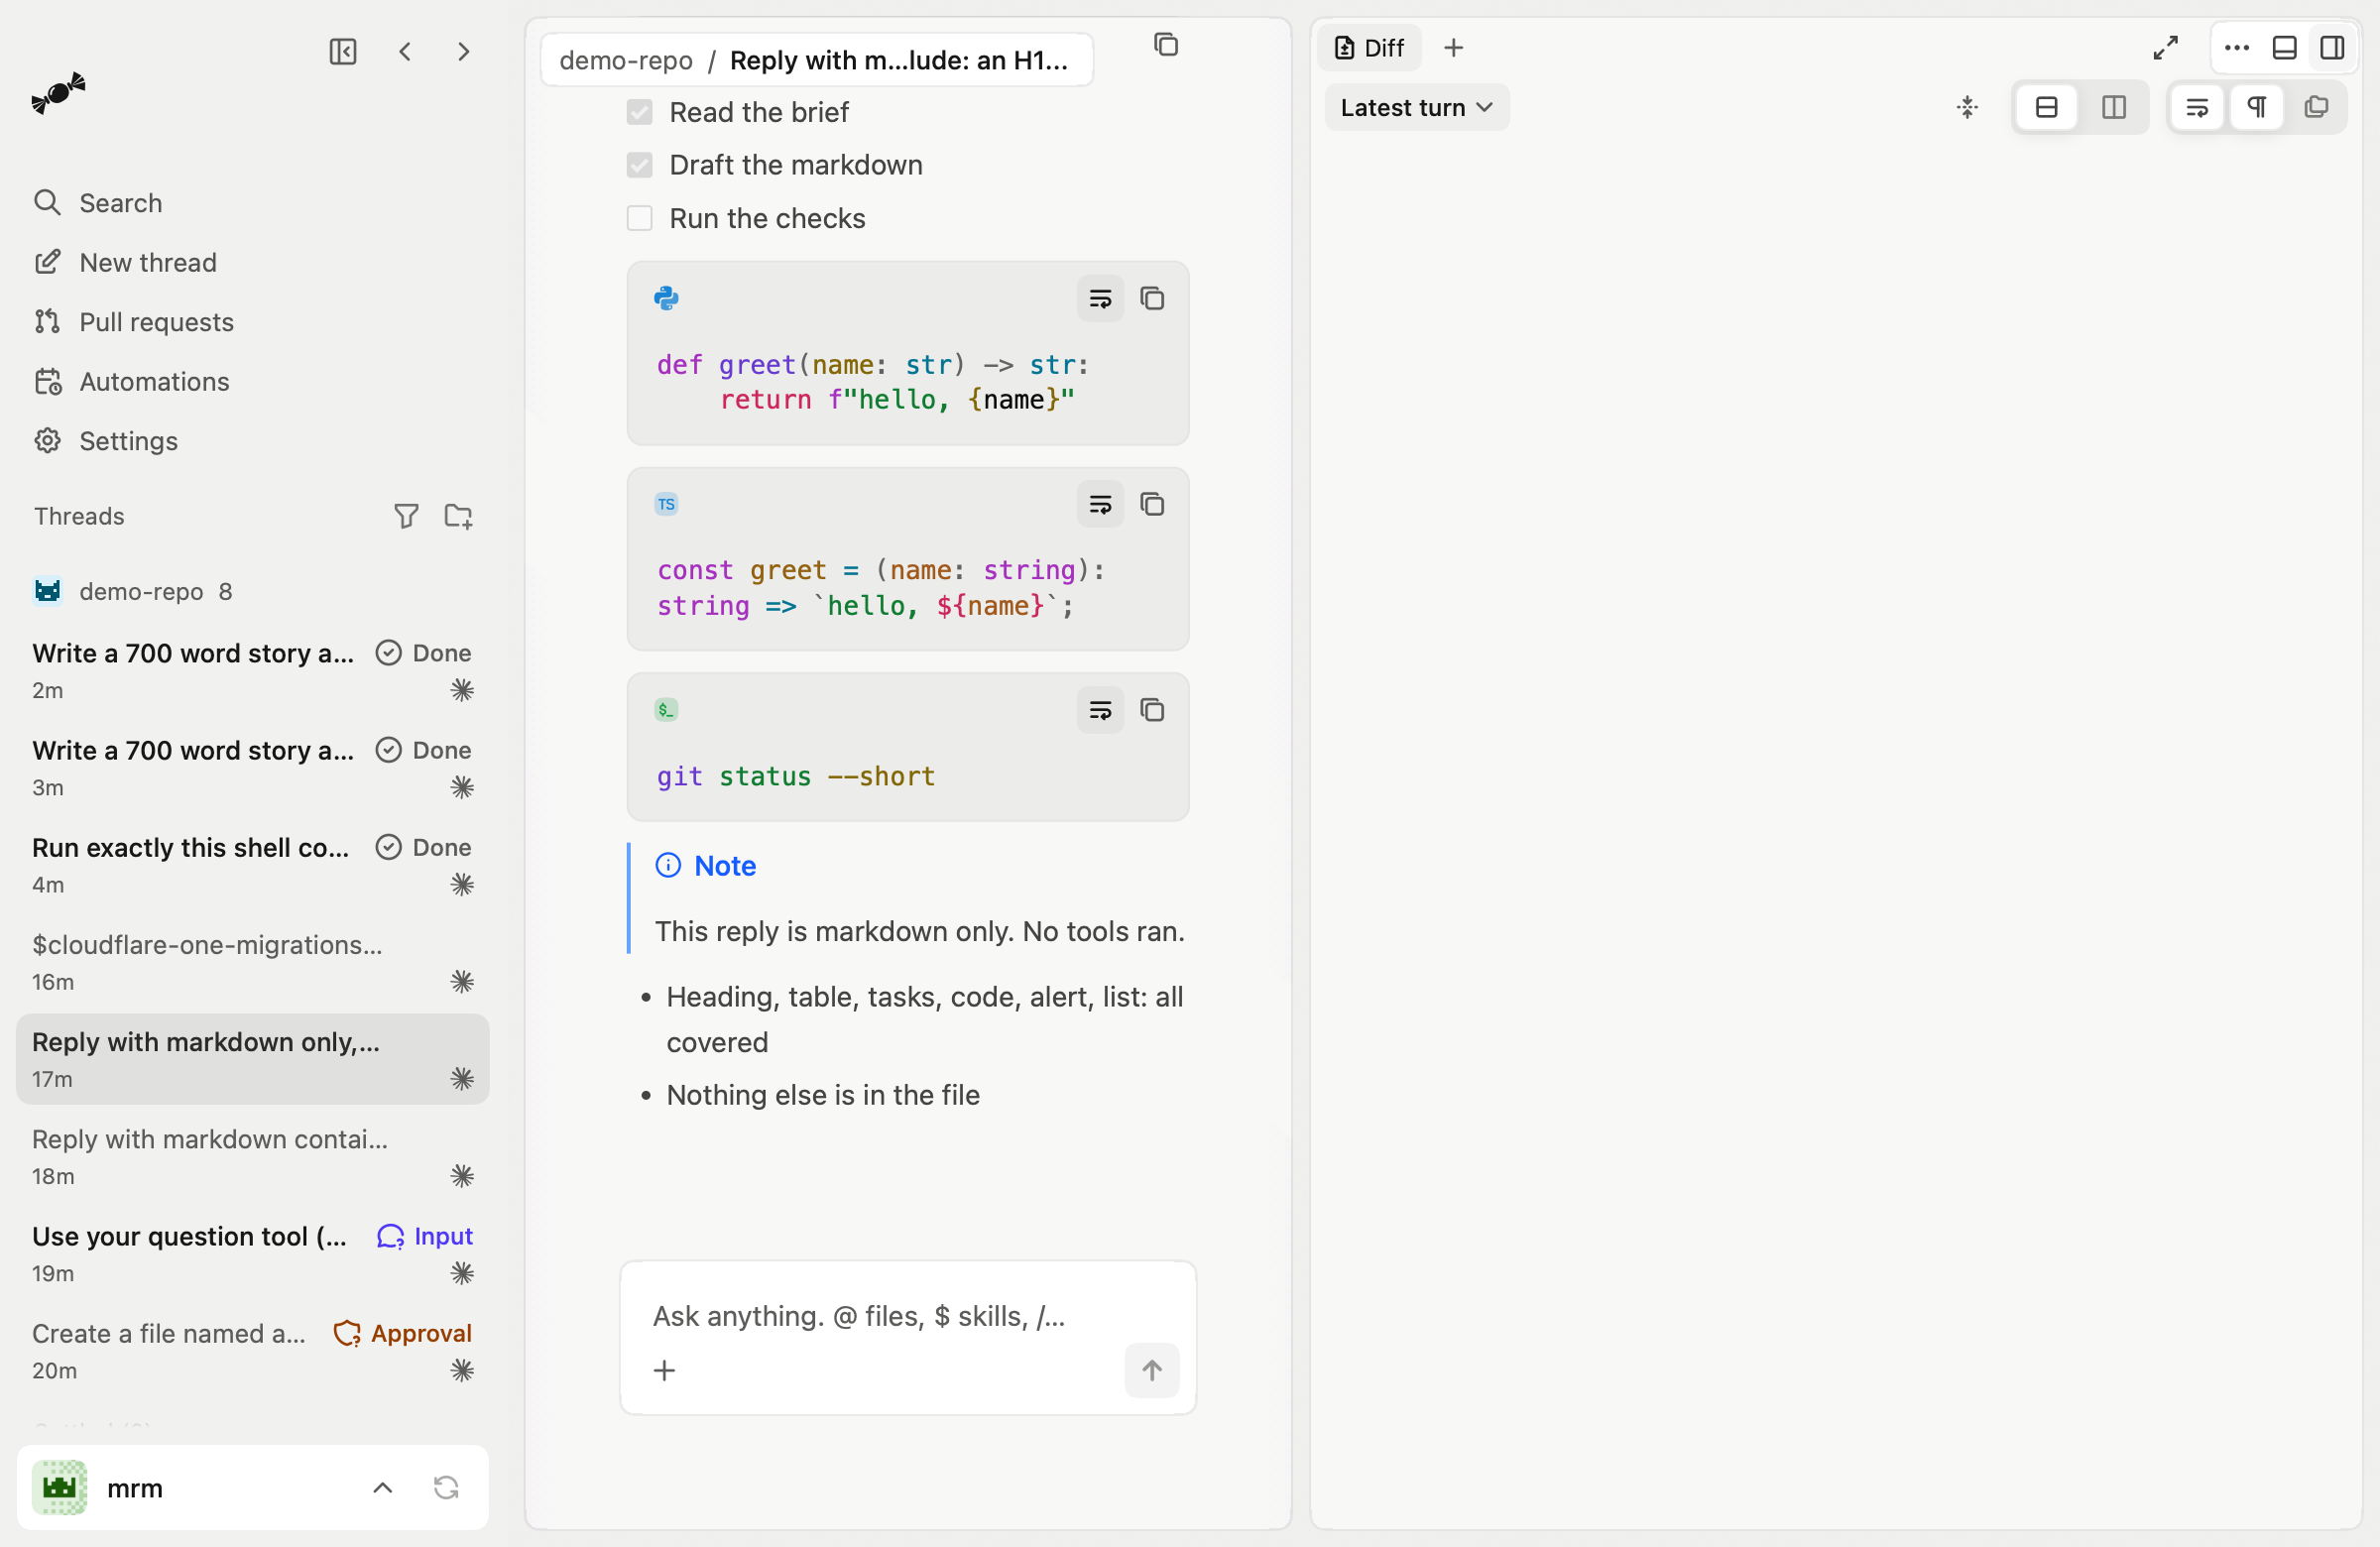 Search
New thread
Pull requests
Automations
Settings
Threads
demo-repo 8
Write a 700 word story a... Done
2m
Write a 700 word story a... Done
3m
Run exactly this shell co... Done
4m
$cloudflare-one-migrations...
16m
Reply with markdown only,...
17m
Reply with markdown contai...
18m
Use your question tool (... Input
19m
Create a file named a... Approval
20m
mrm
demo-repo / Reply with m...lude: an H1...
Read the brief
Draft the markdown
Run the checks
def greet(name: str) -> str:
    return f"hello, {name}"
TS
const greet = (name: string):
string => `hello, ${name}`;
$_
git status --short
Note
This reply is markdown only. No tools ran.
• Heading, table, tasks, code, alert, list: all
covered
• Nothing else is in the file
Ask anything. @ files, $ skills, /...
Diff
Latest turn